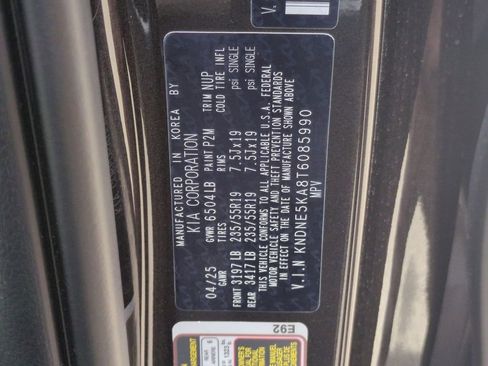 MANUFACTURED IN KOREA BY
KIA CORPORATION
04/25 GVWR 6504LB PAINT P2M TRIM NUP
GAWR RIMS COLD TIRE INFL
FRONT 3197LB 235/55R19 7.5Jx19 psi SINGLE
REAR 3417LB 235/55R19 7.5Jx19 psi SINGLE
THIS VEHICLE CONFORMS TO ALL APPLICABLE U.S.A. FEDERAL
MOTOR VEHICLE SAFETY AND THEFT PREVENTION STANDARDS
IN EFFECT ON THE DATE OF MANUFACTURE SHOWN ABOVE
V.I.N KNDNE5KA8T6085990
MPV
E92